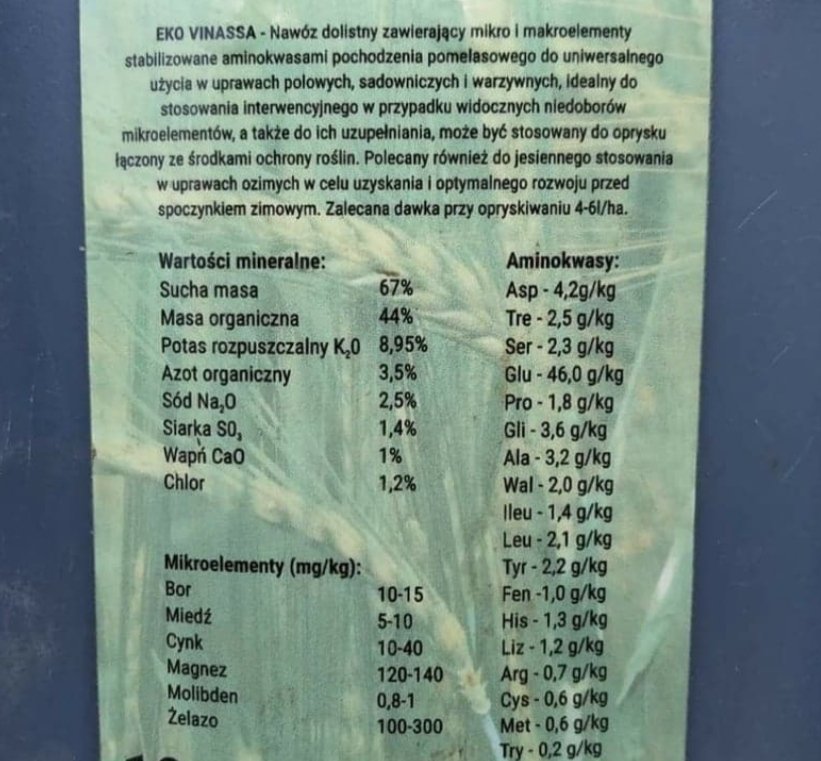 EKO VINASSA - Nawóz dolistny zawierający mikro i makroelementy
stabilizowane aminokwasami pochodzenia pomelasowego do uniwersalnego
użycia w uprawach polowych, sadowniczych i warzywnych, idealny do
stosowania interwencyjnego w przypadku widocznych niedoborów
mikroelementów, a także do ich uzupełniania, może być stosowany do oprysku
łączony ze środkami ochrony roślin. Polecany również do jesiennego stosowania
w uprawach ozimych w celu uzyskania i optymalnego rozwoju przed
spoczynkiem zimowym. Zalecana dawka przy opryskiwaniu 4-6l/ha.
Wartości mineralne:
Sucha masa 67%
Masa organiczna 44%
Potas rozpuszczalny K₂0 8,95%
Azot organiczny 3,5%
Sód Na₂O 2,5%
Siarka SO₃ 1,4%
Wapń CaO 1%
Chlor 1,2%
Mikroelementy (mg/kg):
Bor 10-15
Miedź 5-10
Cynk 10-40
Magnez 120-140
Molibden 0,8-1
Żelazo 100-300
Aminokwasy:
Asp - 4,2g/kg
Tre - 2,5 g/kg
Ser - 2,3 g/kg
Glu - 46,0 g/kg
Pro - 1,8 g/kg
Gli - 3,6 g/kg
Ala - 3,2 g/kg
Wal - 2,0 g/kg
Ileu - 1,4 g/kg
Leu - 2,1 g/kg
Tyr - 2,2 g/kg
Fen -1,0 g/kg
His - 1,3 g/kg
Liz - 1,2 g/kg
Arg - 0,7 g/kg
Cys - 0,6 g/kg
Met - 0,6 g/kg
Try - 0,2 g/kg